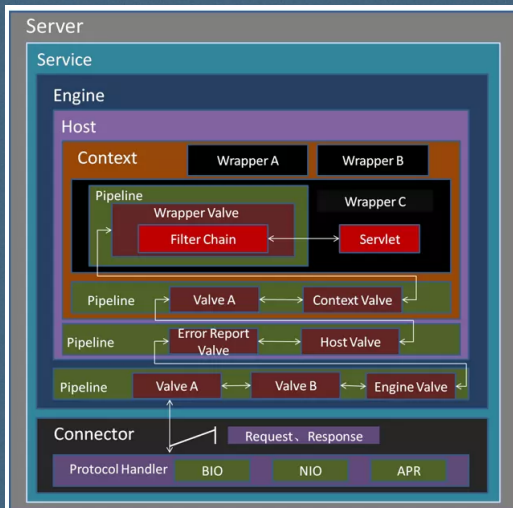 Server
Service
Engine
Host
Context
Wrapper A
Wrapper B
Pipeline
Wrapper C
Wrapper Valve
Filter Chain
Servlet
Pipeline
Valve A
Context Valve
Pipeline
Error Report
Valve
Host Valve
Pipeline
Valve A
Valve B
Engine Valve
Connector
Request、Response
Protocol Handler
BIO
NIO
APR